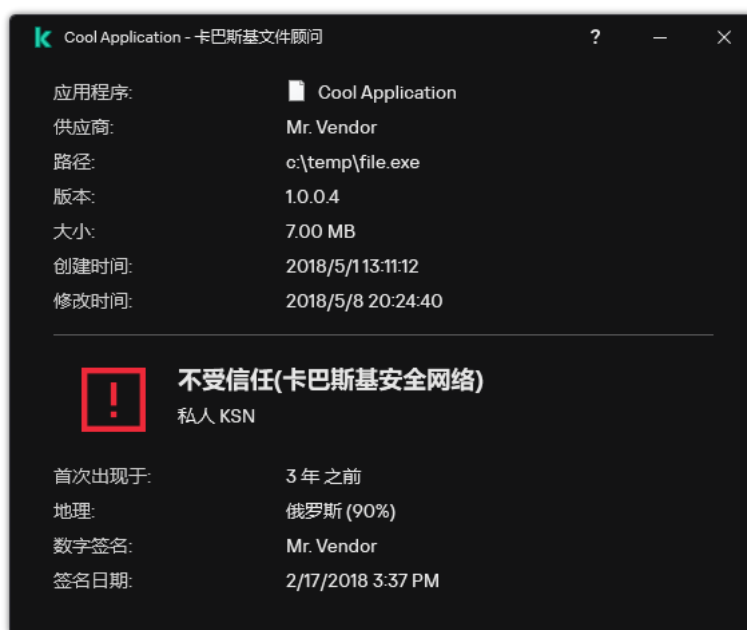 Cool Application - 卡巴斯基文件顾问 ?
应用程序: Cool Application
供应商: Mr. Vendor
路径: c:\temp\file.exe
版本: 1.0.0.4
大小: 7.00 MB
创建时间: 2018/5/1 13:11:12
修改时间: 2018/5/8 20:24:40
不受信任(卡巴斯基安全网络)
私人 KSN
首次出现于: 3 年 之前
地理: 俄罗斯 (90%)
数字签名: Mr. Vendor
签名日期: 2/17/2018 3:37 PM